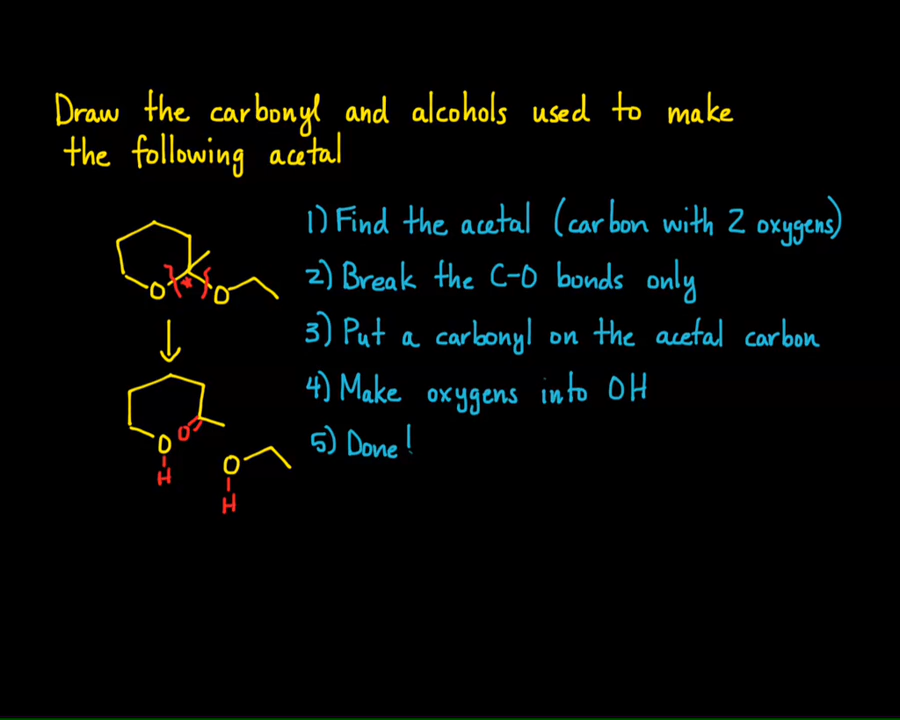 Draw the carbonyl and alcohols used to make
the following acetal
1) Find the acetal (carbon with 2 oxygens)
2) Break the C-O bonds only
3) Put a carbonyl on the acetal carbon
4) Make oxygens into OH
5) Done!
O * O
O O
H
O
H